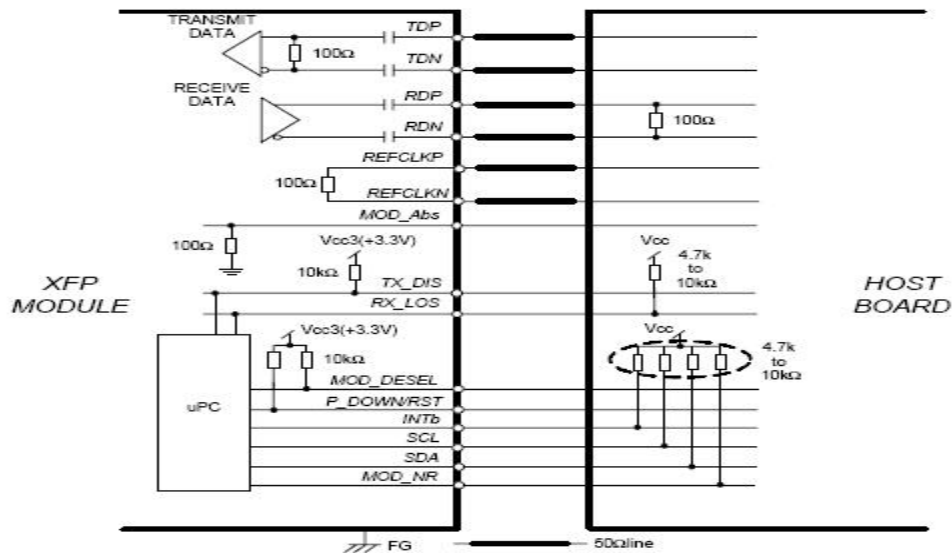 TRANSMIT
DATA
TDP
100Ω
TDN
RECEIVE
DATA
RDP
RDN
100Ω
REFCLKP
100Ω
REFCLKN
MOD_Abs
100Ω
Vcc3(+3.3V)
10kΩ
TX_DIS
RX_LOS
Vcc
4.7k
to
10kΩ
XFP
MODULE
HOST
BOARD
Vcc3(+3.3V)
10kΩ
MOD_DESEL
P_DOWN/RST
INTb
SCL
SDA
MOD_NR
uPC
Vcc
4.7k
to
10kΩ
FG
50Ωline